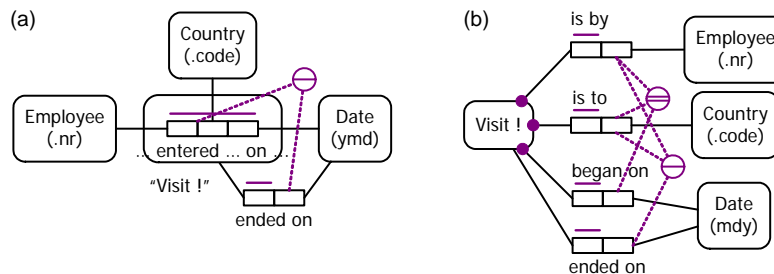 (a)
Country
(.code)
Employee
(.nr)
Date
(ymd)
... entered ... on ...
"Visit !"
ended on
(b)
is by
Employee
(.nr)
is to
Visit !
Country
(.code)
began on
Date
(mdy)
ended on